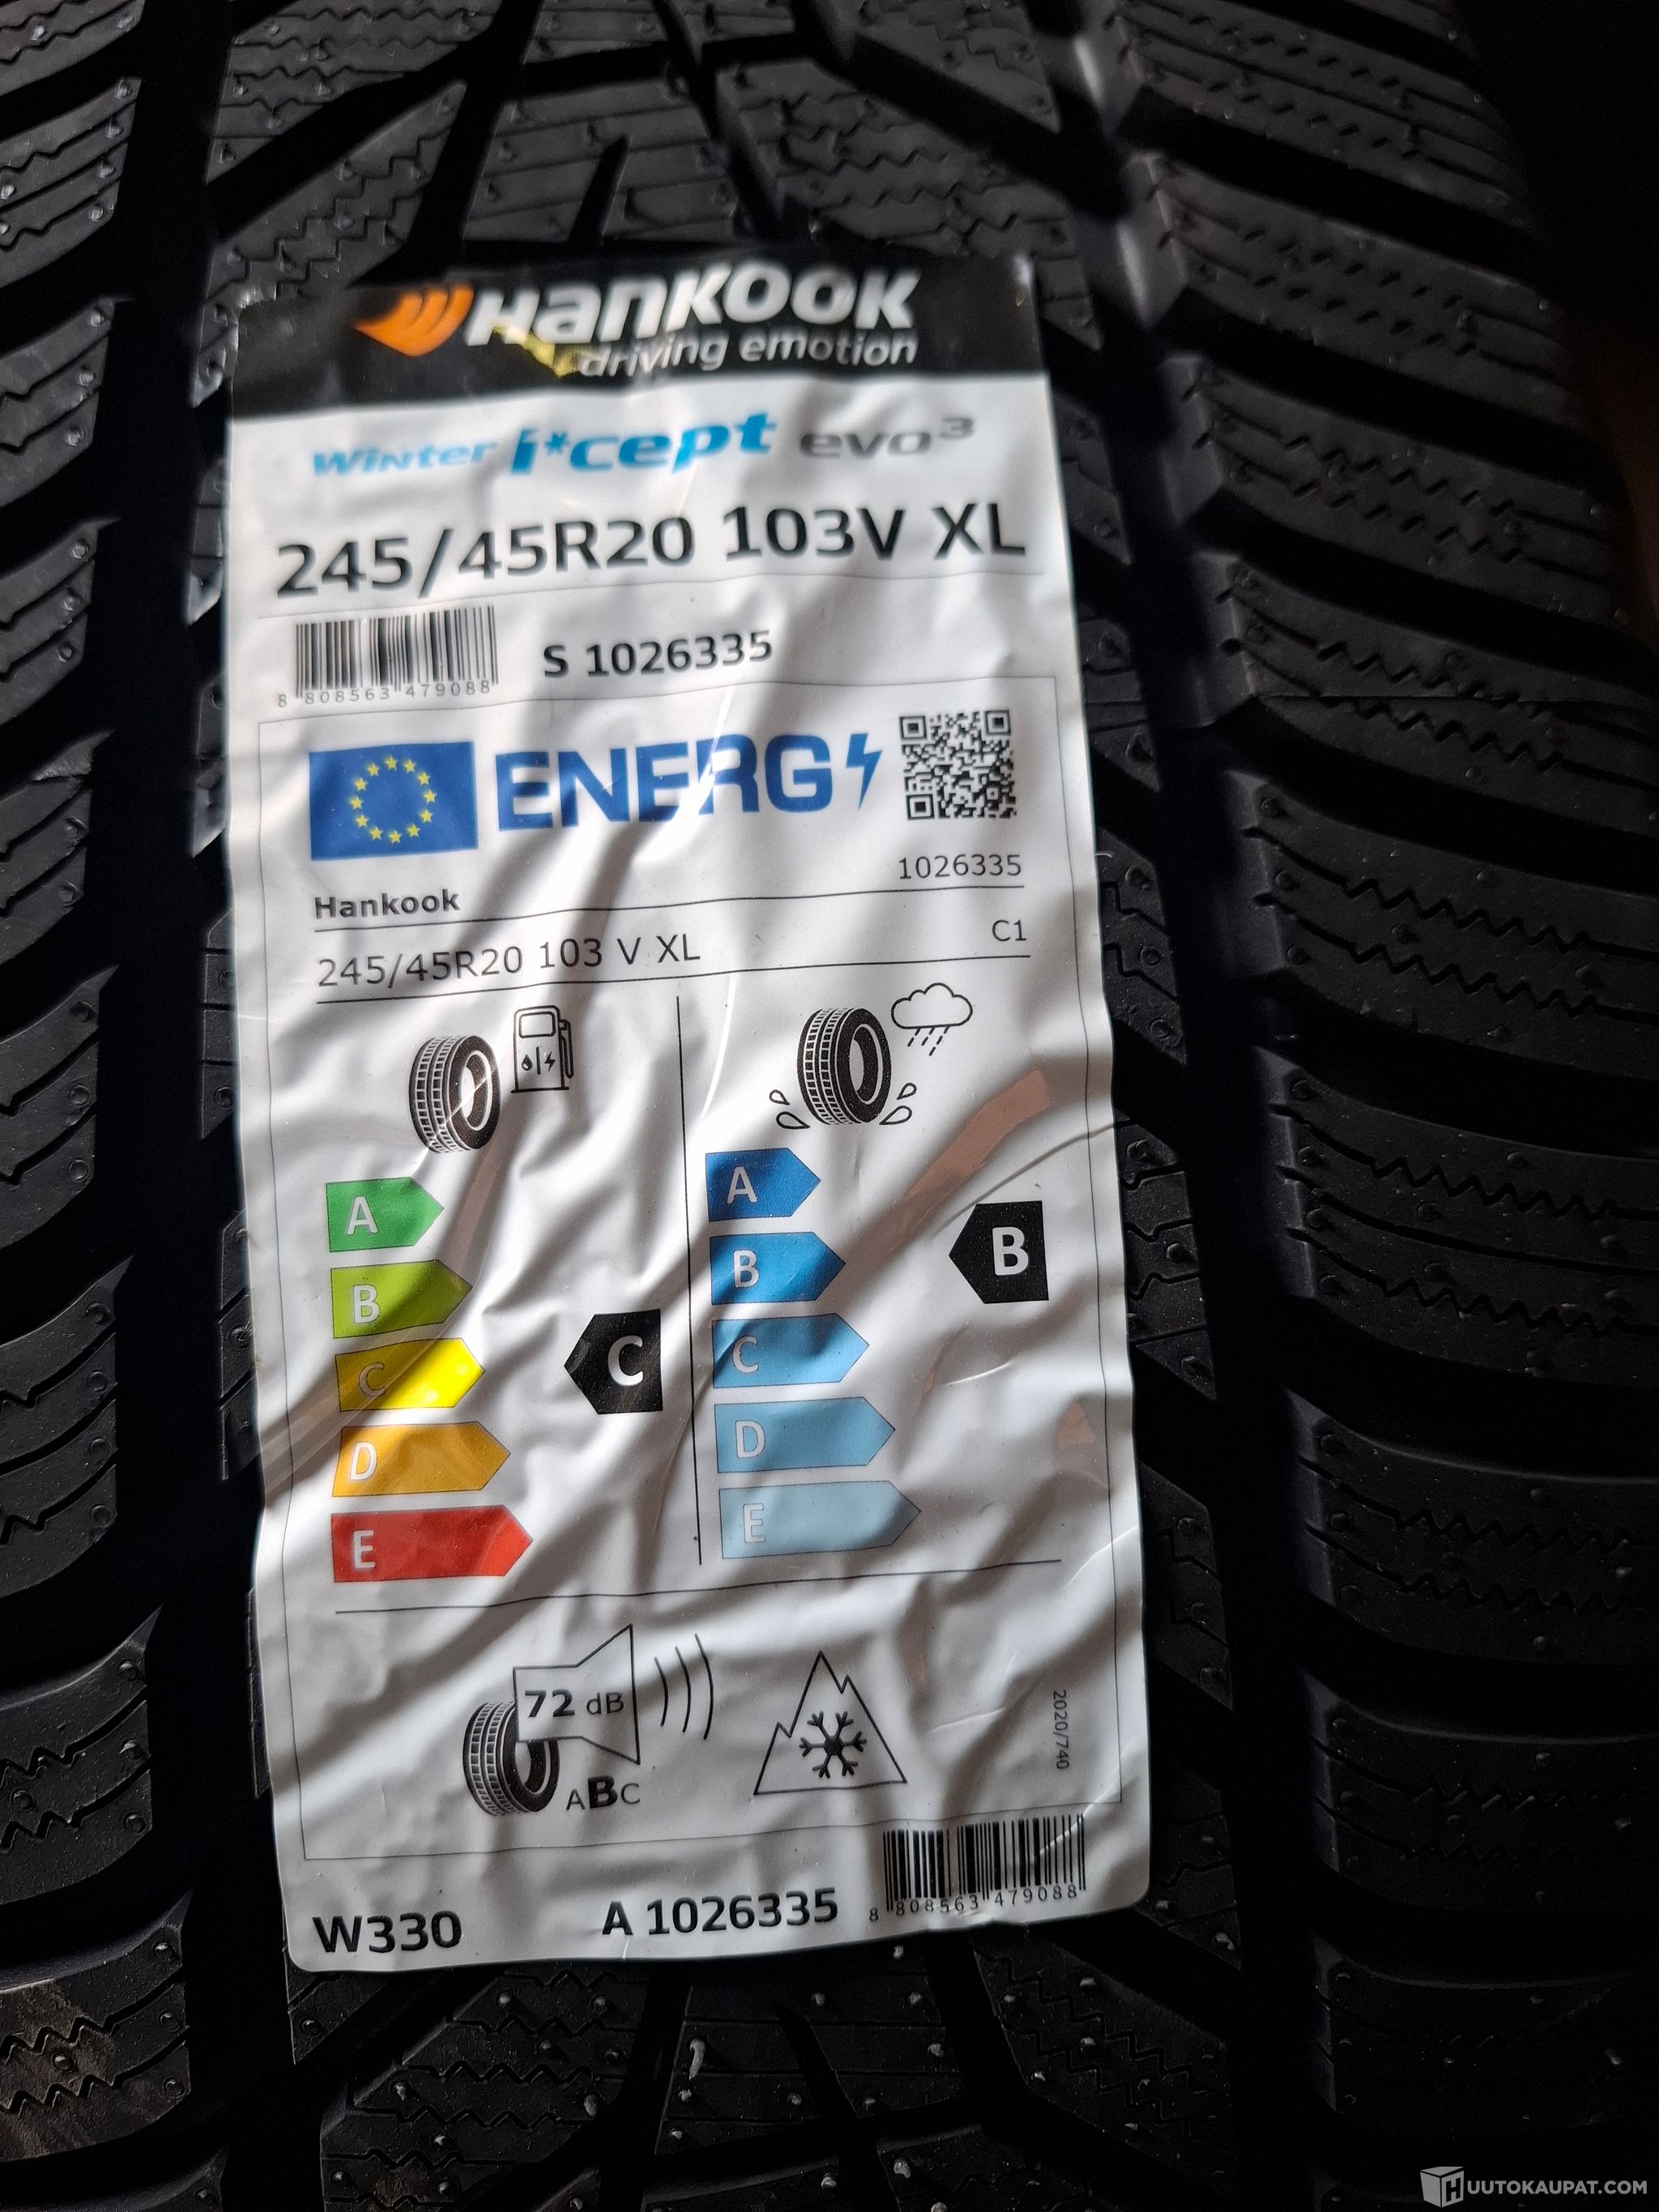 Hankook
driving emotion
Winter i*cept evo³
245/45R20 103V XL
S 1026335
8 808563 479088
ENERG
1026335
Hankook
C1
245/45R20 103 V XL
A
A
B
B
B
C
C
C
D
D
E
E
72 dB
ABC
2020/740
W330
A 1026335
8 808563 479088
HUUTOKAUPAT.COM